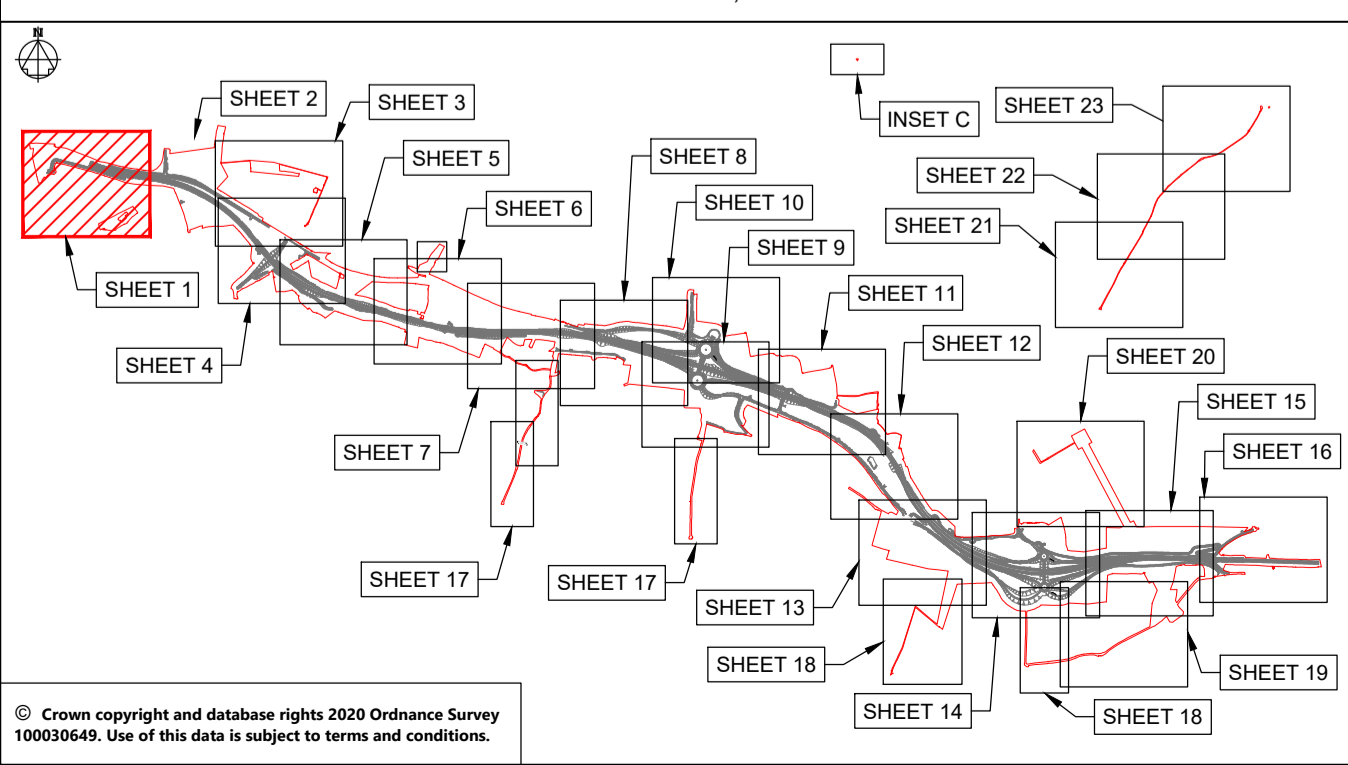 N
SHEET 2
SHEET 3
INSET C
SHEET 23
SHEET 5
SHEET 8
SHEET 22
SHEET 6
SHEET 10
SHEET 21
SHEET 9
SHEET 1
SHEET 11
SHEET 12
SHEET 4
SHEET 20
SHEET 15
SHEET 7
SHEET 16
SHEET 17
SHEET 17
SHEET 13
SHEET 18
SHEET 19
SHEET 14
SHEET 18
© Crown copyright and database rights 2020 Ordnance Survey
100030649. Use of this data is subject to terms and conditions.